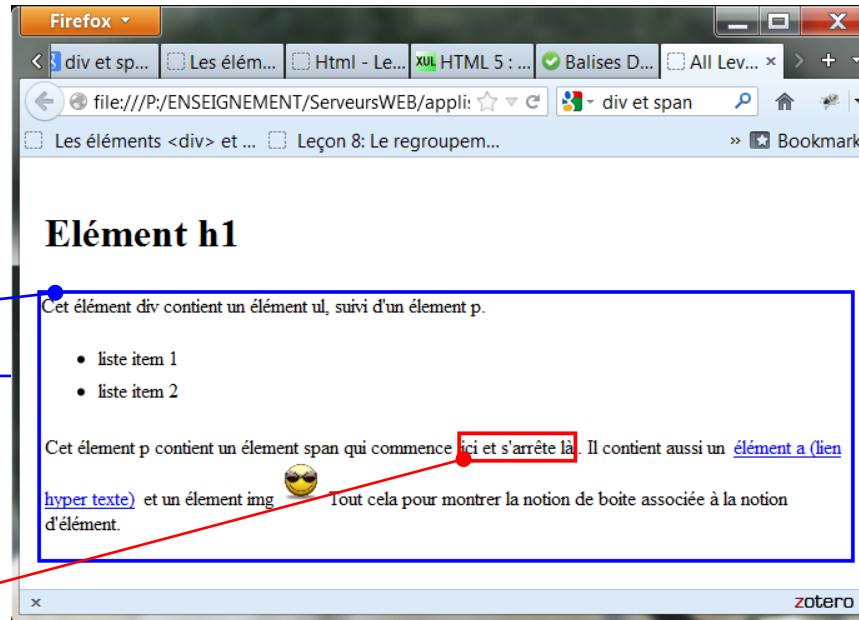 Firefox
div et sp... Les élém... Html - Le... XUL HTML 5 : ... Balises D... All Lev... ×
file:///P:/ENSEIGNEMENT/ServeursWEB/appli: div et span
Les éléments <div> et ... Leçon 8: Le regroupem... » Bookmark
Elément h1
Cet élément div contient un élément ul, suivi d'un élement p.
• liste item 1
• liste item 2
Cet élement p contient un élement span qui commence ici et s'arrête là. Il contient aussi un élément a (lien
hyper texte) et un élement img Tout cela pour montrer la notion de boite associée à la notion
d'élément.
× zotero